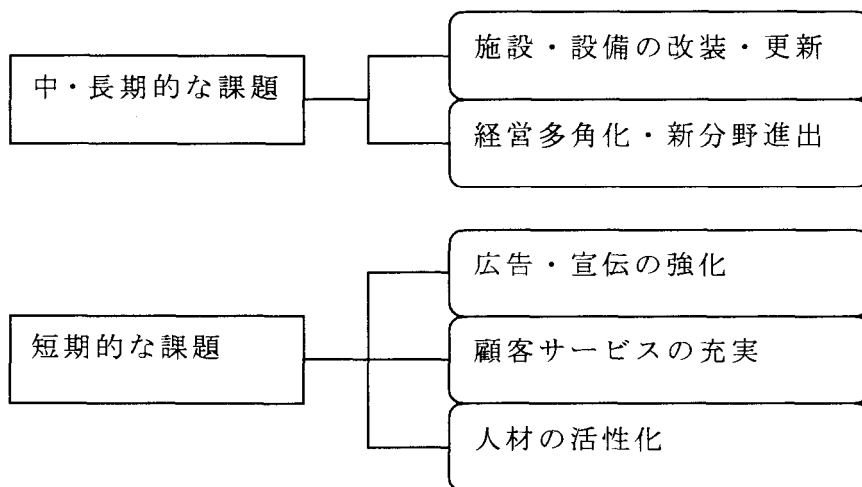 中・長期的な課題
施設・設備の改装・更新
経営多角化・新分野進出
短期的な課題
広告・宣伝の強化
顧客サービスの充実
人材の活性化